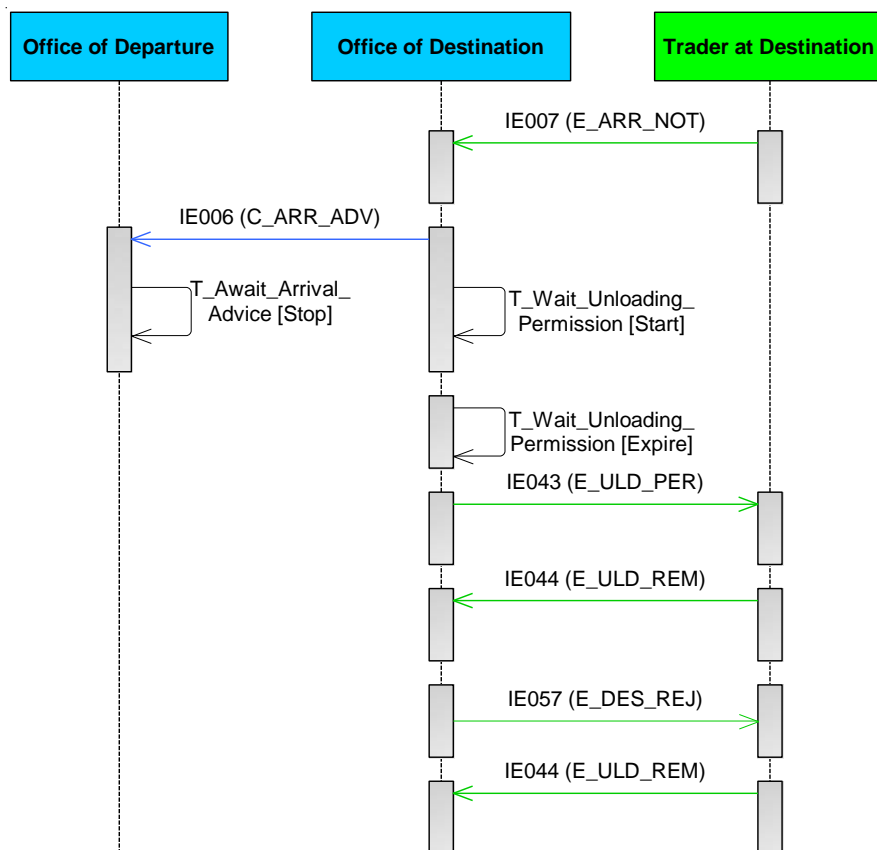 Office of Departure
Office of Destination
Trader at Destination
IE007 (E_ARR_NOT)
IE006 (C_ARR_ADV)
T_Await_Arrival_
Advice [Stop]
T_Wait_Unloading_
Permission [Start]
T_Wait_Unloading_
Permission [Expire]
IE043 (E_ULD_PER)
IE044 (E_ULD_REM)
IE057 (E_DES_REJ)
IE044 (E_ULD_REM)